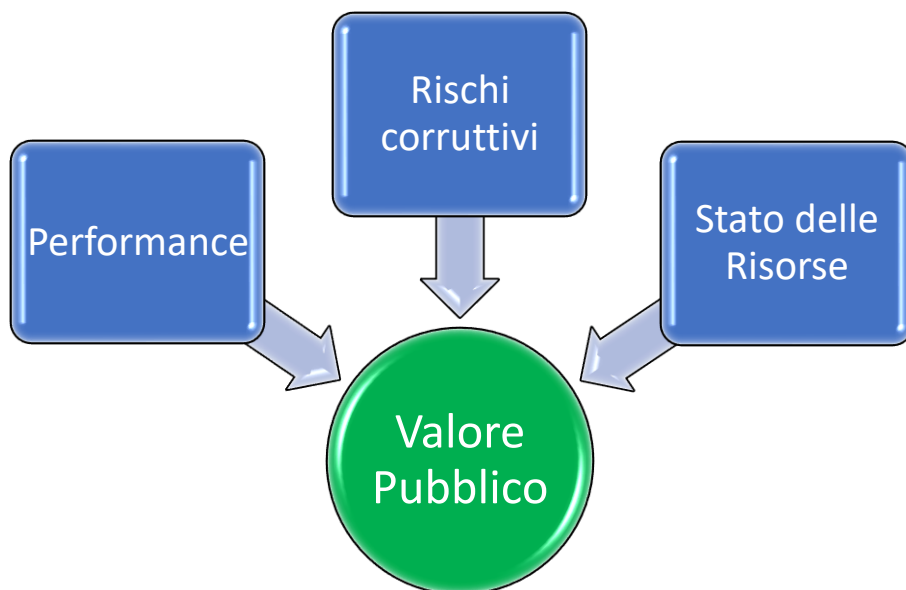 Rischi
corruttivi
Performance
Stato delle
Risorse
Valore
Pubblico